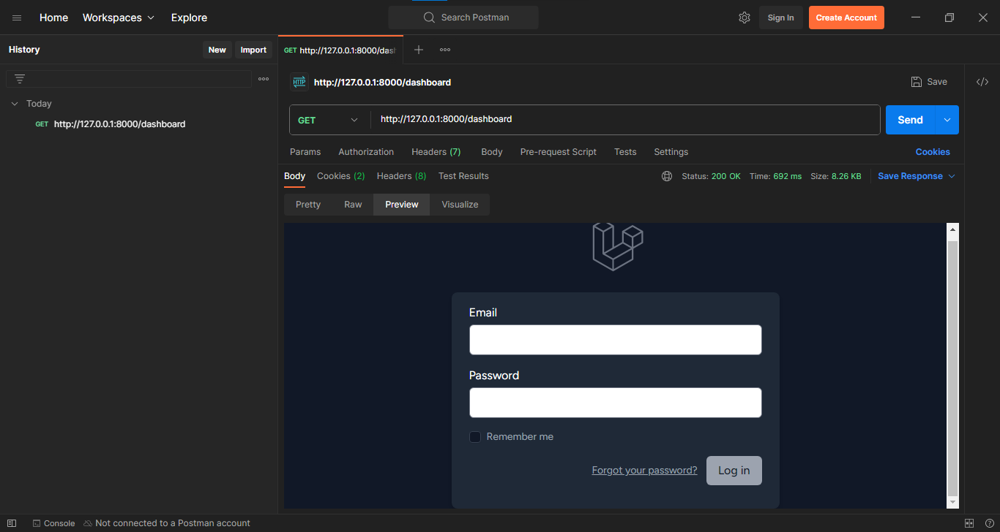 Home Workspaces Explore Search Postman Sign In Create Account
History New Import
GET http://127.0.0.1:8000/das
HTTP http://127.0.0.1:8000/dashboard Save </>
Today
GET http://127.0.0.1:8000/dashboard
GET http://127.0.0.1:8000/dashboard Send
Params Authorization Headers (7) Body Pre-request Script Tests Settings Cookies
Body Cookies (2) Headers (8) Test Results Status: 200 OK Time: 692 ms Size: 8.26 KB Save Response
Pretty Raw Preview Visualize
Email
Password
Remember me
Forgot your password? Log in
Console Not connected to a Postman account